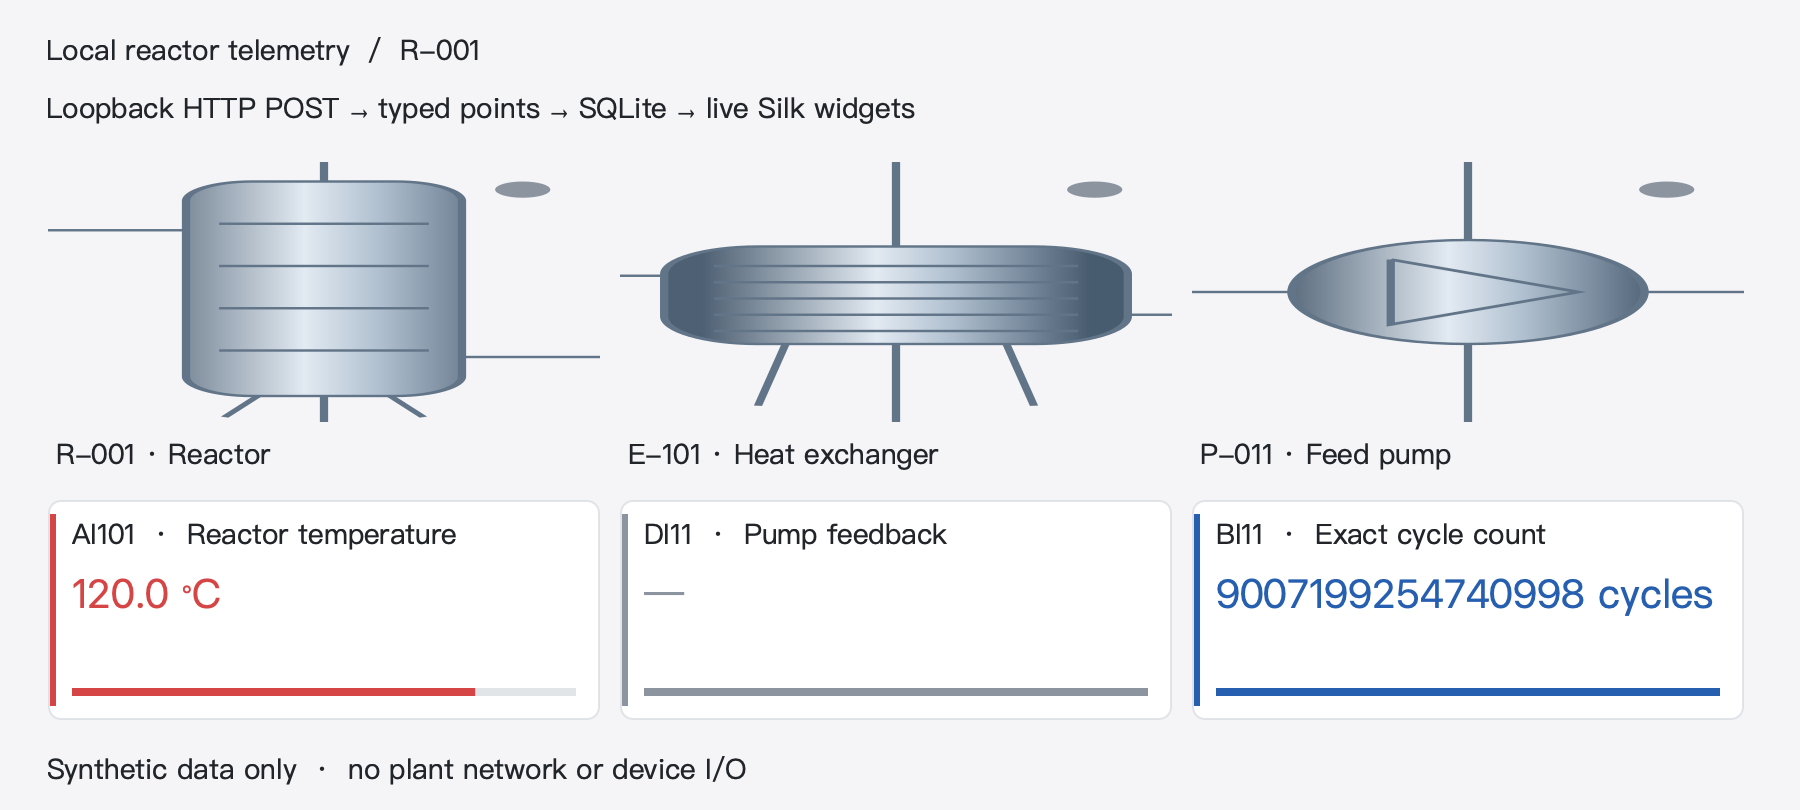 Local reactor telemetry / R–001
Loopback HTTP POST → typed points → SQLite → live Silk widgets
R–001 · Reactor
E–101 · Heat exchanger
P–011 · Feed pump
AI101 · Reactor temperature
120.0 °C
DI11 · Pump feedback
—
BI11 · Exact cycle count
9007199254740998 cycles
Synthetic data only · no plant network or device I/O